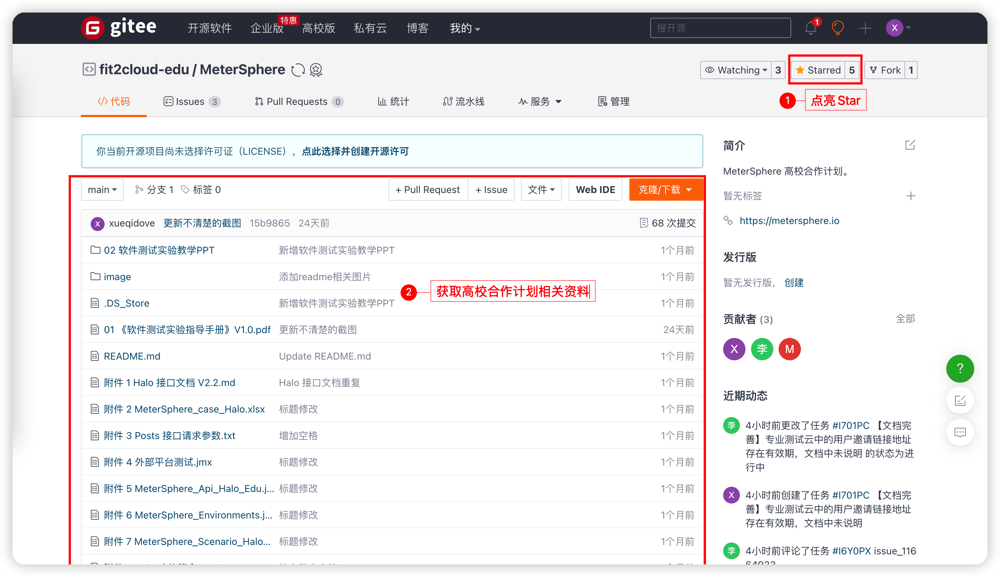 gitee
开源软件 企业版 特惠 高校版 私有云 博客 我的 搜开源 1 X
fit2cloud-edu / MeterSphere Watching 3 Starred 5 Fork 1
代码 Issues 3 Pull Requests 0 统计 流水线 服务 管理
1 点亮 Star
你当前开源项目尚未选择许可证（LICENSE），点此选择并创建开源许可
main 分支 1 标签 0 + Pull Request + Issue 文件 Web IDE 克隆/下载
X xueqidove 更新不清楚的截图 15b9865 24天前 68 次提交
02 软件测试实验教学PPT 新增软件测试实验教学PPT 1个月前
image 添加readme相关图片 1个月前
2 获取高校合作计划相关资料
.DS_Store 新增软件测试实验教学PPT 1个月前
01 《软件测试实验指导手册》V1.0.pdf 更新不清楚的截图 24天前
README.md Update README.md 1个月前
附件 1 Halo 接口文档 V2.2.md Halo 接口文档重复 1个月前
附件 2 MeterSphere_case_Halo.xlsx 标题修改 1个月前
附件 3 Posts 接口请求参数.txt 增加空格 1个月前
附件 4 外部平台测试.jmx 标题修改 1个月前
附件 5 MeterSphere_Api_Halo_Edu.j... 标题修改 1个月前
附件 6 MeterSphere_Environments.j... 标题修改 1个月前
附件 7 MeterSphere_Scenario_Halo... 标题修改 1个月前
简介
MeterSphere 高校合作计划。
暂无标签
https://metersphere.io
发行版
暂无发行版，创建
贡献者 (3) 全部
X 李 M
?
近期动态
李 4小时前更改了任务 #I701PC 【文档完
善】专业测试云中的用户邀请链接地址
存在有效期，文档中未说明 的状态为进
行中
X 4小时前创建了任务 #I701PC 【文档完
善】专业测试云中的用户邀请链接地址
存在有效期，文档中未说明
李 4小时前评论了任务 #I6Y0PX issue_116